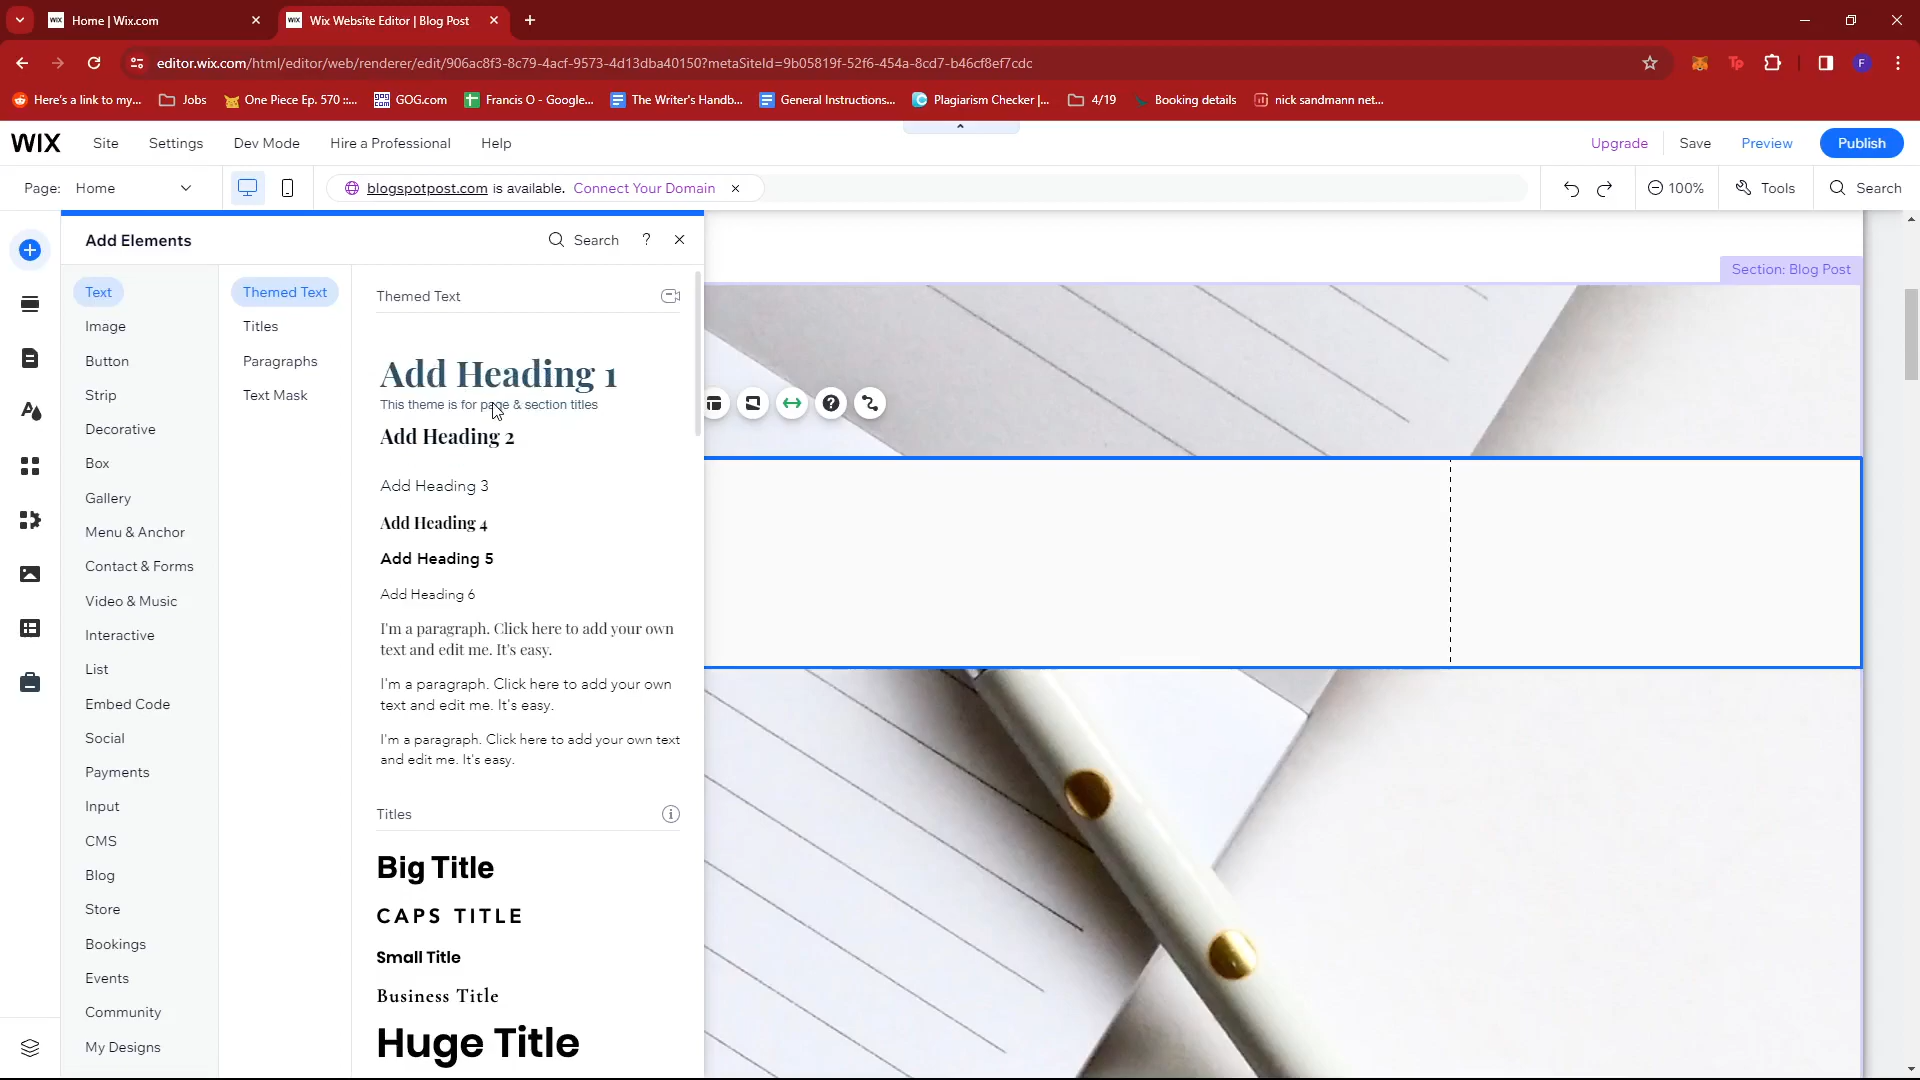 Home | Wix.com
Wix Website Editor | Blog Post
editor.wix.com/html/editor/web/renderer/edit/906ac8f3-8c79-4acf-9573-4d13dba40150?metaSiteId=9b05819f-52f6-454a-8cd7-b46cf8ef7cdc
Tp
F
Here's a link to my...
Jobs
One Piece Ep. 570 ::...
GOG.com
Francis O - Google...
The Writer's Handb...
General Instructions...
Plagiarism Checker |...
4/19
Booking details
nick sandmann net...
WIX
Site
Settings
Dev Mode
Hire a Professional
Help
Upgrade
Save
Preview
Publish
Page: Home
blogspotpost.com is available. Connect Your Domain
100%
Tools
Search
Add Elements
Search
?
Text
Image
Button
Strip
Decorative
Box
Gallery
Menu & Anchor
Contact & Forms
Video & Music
Interactive
List
Embed Code
Social
Payments
Input
CMS
Blog
Store
Bookings
Events
Community
My Designs
Themed Text
Titles
Paragraphs
Text Mask
Themed Text
Add Heading 1
This theme is for page & section titles
Add Heading 2
Add Heading 3
Add Heading 4
Add Heading 5
Add Heading 6
I'm a paragraph. Click here to add your own
text and edit me. It's easy.
I'm a paragraph. Click here to add your own
text and edit me. It's easy.
I'm a paragraph. Click here to add your own text
and edit me. It's easy.
Titles
Big Title
CAPS TITLE
Small Title
Business Title
Huge Title
Section: Blog Post